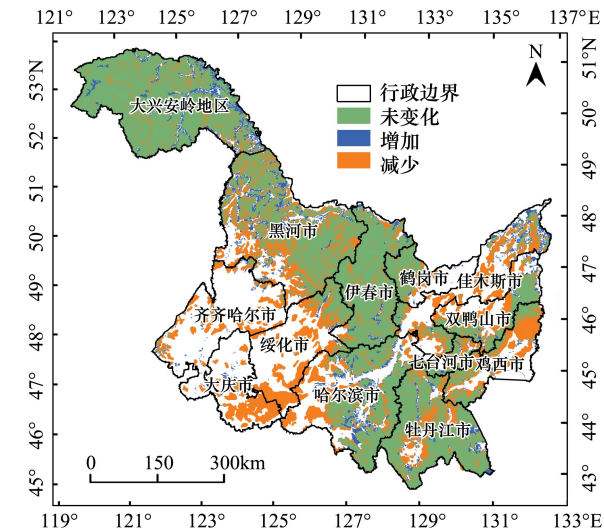 121° 123° 125° 127° 129° 131° 133° 135° 137°E
N
53°N
52°
51°
50°
49°
48°
47°
46°
45°
51°N
50°
49°
48°
47°
46°
45°
44°
43°
行政边界
未变化
增加
减少
大兴安岭地区
黑河市
伊春市
鹤岗市
佳木斯市
齐齐哈尔市
双鸭山市
绥化市
七台河市
鸡西市
大庆市
哈尔滨市
牡丹江市
0 150 300km
119° 121° 123° 125° 127° 129° 131° 133°E